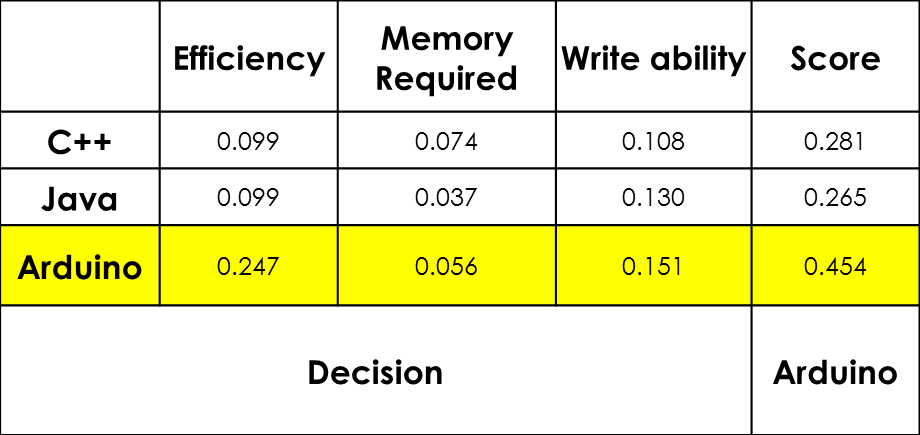 Efficiency Memory Required Write ability Score
C++ 0.099 0.074 0.108 0.281
Java 0.099 0.037 0.130 0.265
Arduino 0.247 0.056 0.151 0.454
Decision Arduino